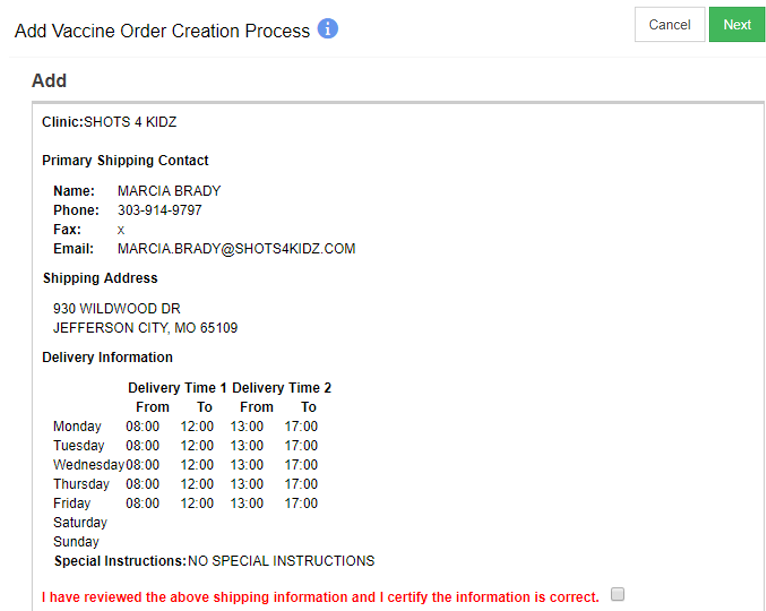 Add Vaccine Order Creation Process i
Cancel Next
Add
Clinic:SHOTS 4 KIDZ
Primary Shipping Contact
Name: MARCIA BRADY
Phone: 303-914-9797
Fax: x
Email: MARCIA.BRADY@SHOTS4KIDZ.COM
Shipping Address
930 WILDWOOD DR
JEFFERSON CITY, MO 65109
Delivery Information
Delivery Time 1 Delivery Time 2
From To From To
Monday 08:00 12:00 13:00 17:00
Tuesday 08:00 12:00 13:00 17:00
Wednesday 08:00 12:00 13:00 17:00
Thursday 08:00 12:00 13:00 17:00
Friday 08:00 12:00 13:00 17:00
Saturday
Sunday
Special Instructions:NO SPECIAL INSTRUCTIONS
I have reviewed the above shipping information and I certify the information is correct.